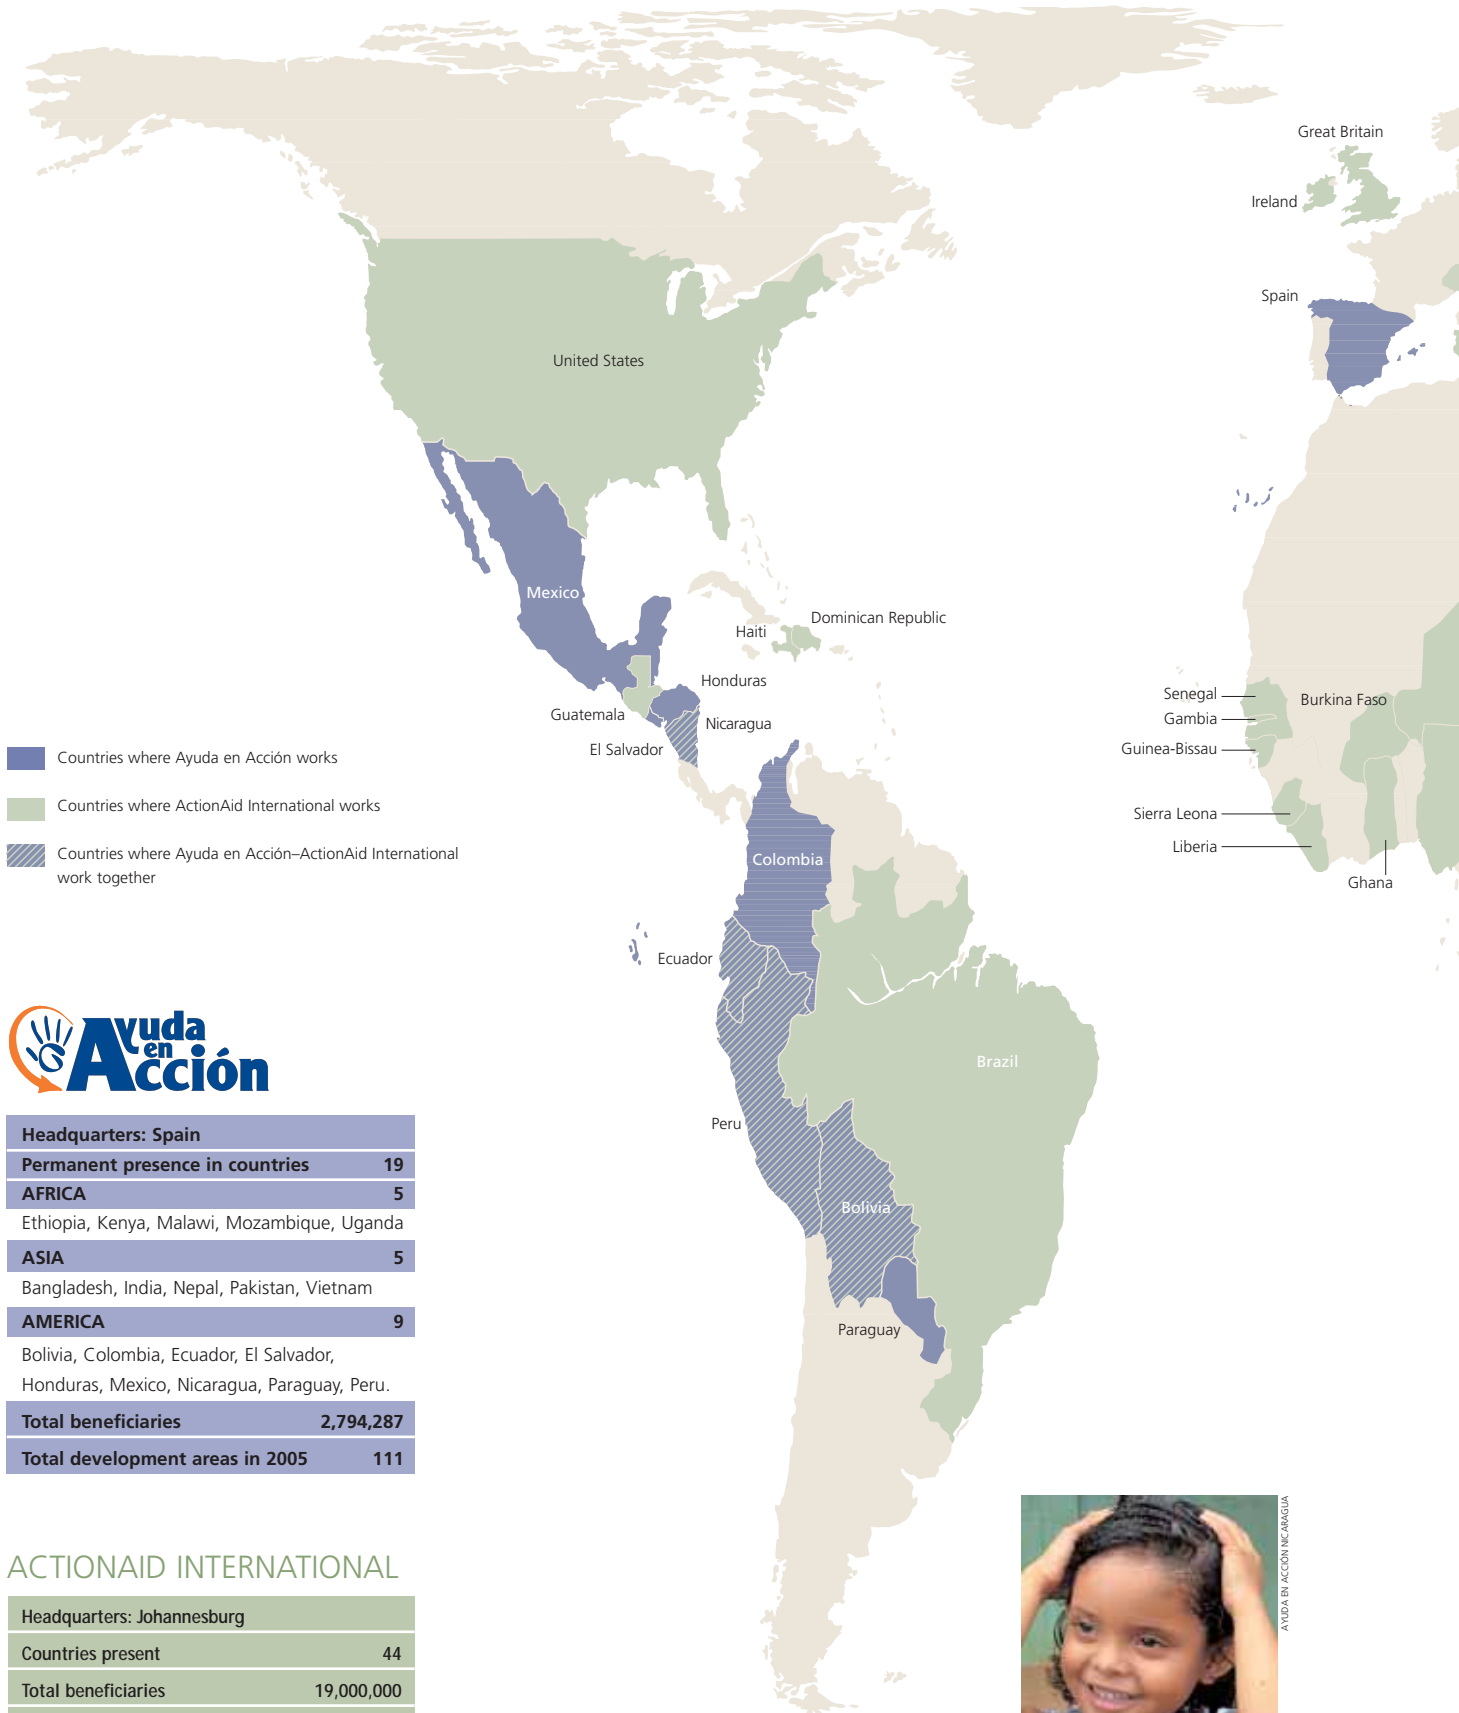 Great Britain
Ireland
Spain
United States
Mexico
Haiti
Dominican Republic
Honduras
Guatemala
Nicaragua
El Salvador
Senegal
Burkina Faso
Gambia
Guinea-Bissau
Sierra Leona
Liberia
Ghana
Countries where Ayuda en Acción works
Countries where ActionAid International works
Countries where Ayuda en Acción–ActionAid International
work together
Colombia
Ecuador
Brazil
Peru
Bolivia
Paraguay
Ayuda
en
Acción
Headquarters: Spain
Permanent presence in countries 19
AFRICA 5
Ethiopia, Kenya, Malawi, Mozambique, Uganda
ASIA 5
Bangladesh, India, Nepal, Pakistan, Vietnam
AMERICA 9
Bolivia, Colombia, Ecuador, El Salvador,
Honduras, Mexico, Nicaragua, Paraguay, Peru.
Total beneficiaries 2,794,287
Total development areas in 2005 111
ACTIONAID INTERNATIONAL
Headquarters: Johannesburg
Countries present 44
Total beneficiaries 19,000,000
AYUDA EN ACCIÓN NICARAGUA